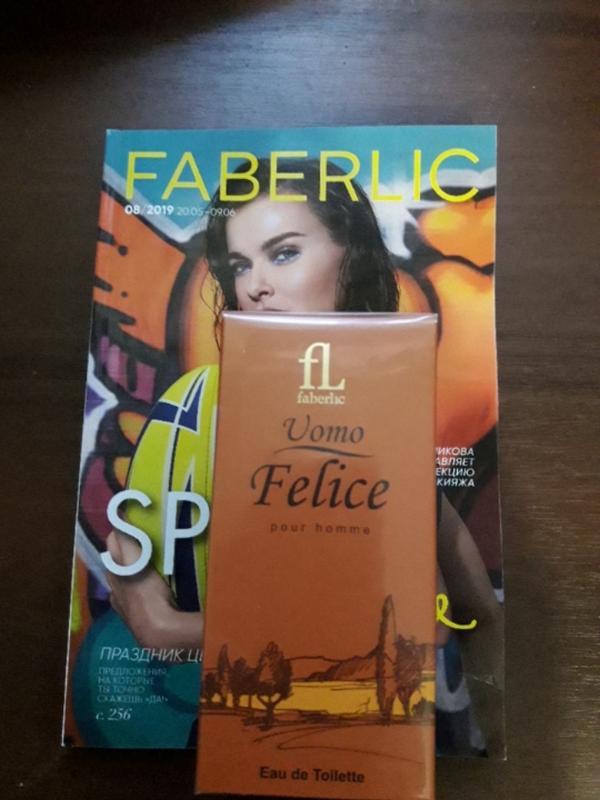 FABERLIC
08/2019 20.05-09.06
fL
faberlic
Uomo
Felice
pour homme
SP
ПРАЗДНИК
ПРЕДЛОЖЕНИЯ,
НА КОТОРЫЕ
ТЫ ТОЧНО
СКАЖЕШЬ «ДА!»
с. 256
Eau de Toilette